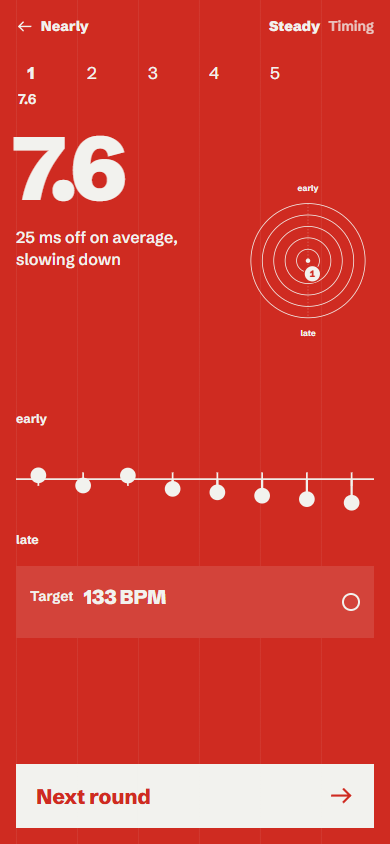 ← Nearly
Steady Timing
1 2 3 4 5
7.6
7.6
25 ms off on average,
slowing down
early
1
late
early
late
Target 133 BPM
Next round →